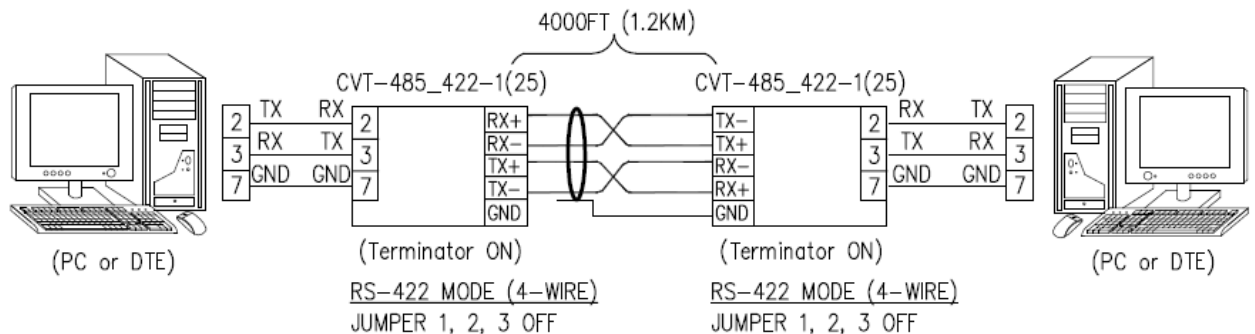 4000FT (1.2KM)
CVT-485_422-1(25)
CVT-485_422-1(25)
2 TX RX 2
3 RX TX 3
7 GND GND 7
RX+
RX-
TX+
TX-
GND
TX-
TX+
RX-
RX+
GND
2 RX TX 2
3 TX RX 3
7 GND GND 7
(PC or DTE)
(Terminator ON)
(Terminator ON)
(PC or DTE)
RS-422 MODE (4-WIRE)
JUMPER 1, 2, 3 OFF
RS-422 MODE (4-WIRE)
JUMPER 1, 2, 3 OFF